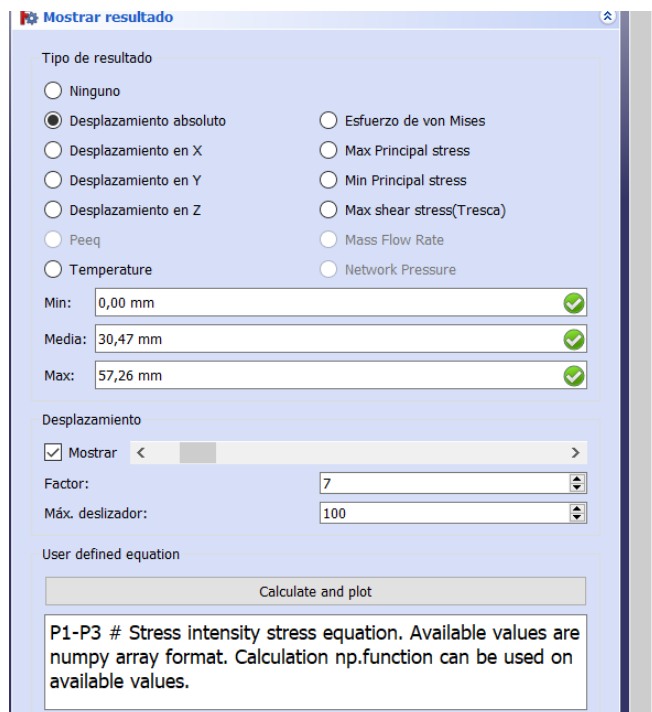 Mostrar resultado
Tipo de resultado
Ninguno
Desplazamiento absoluto
Esfuerzo de von Mises
Desplazamiento en X
Max Principal stress
Desplazamiento en Y
Min Principal stress
Desplazamiento en Z
Max shear stress(Tresca)
Peeq
Mass Flow Rate
Temperature
Network Pressure
Min: 0,00 mm
Media: 30,47 mm
Max: 57,26 mm
Desplazamiento
Mostrar
Factor: 7
Máx. deslizador: 100
User defined equation
Calculate and plot
P1-P3 # Stress intensity stress equation. Available values are
numpy array format. Calculation np.function can be used on
available values.